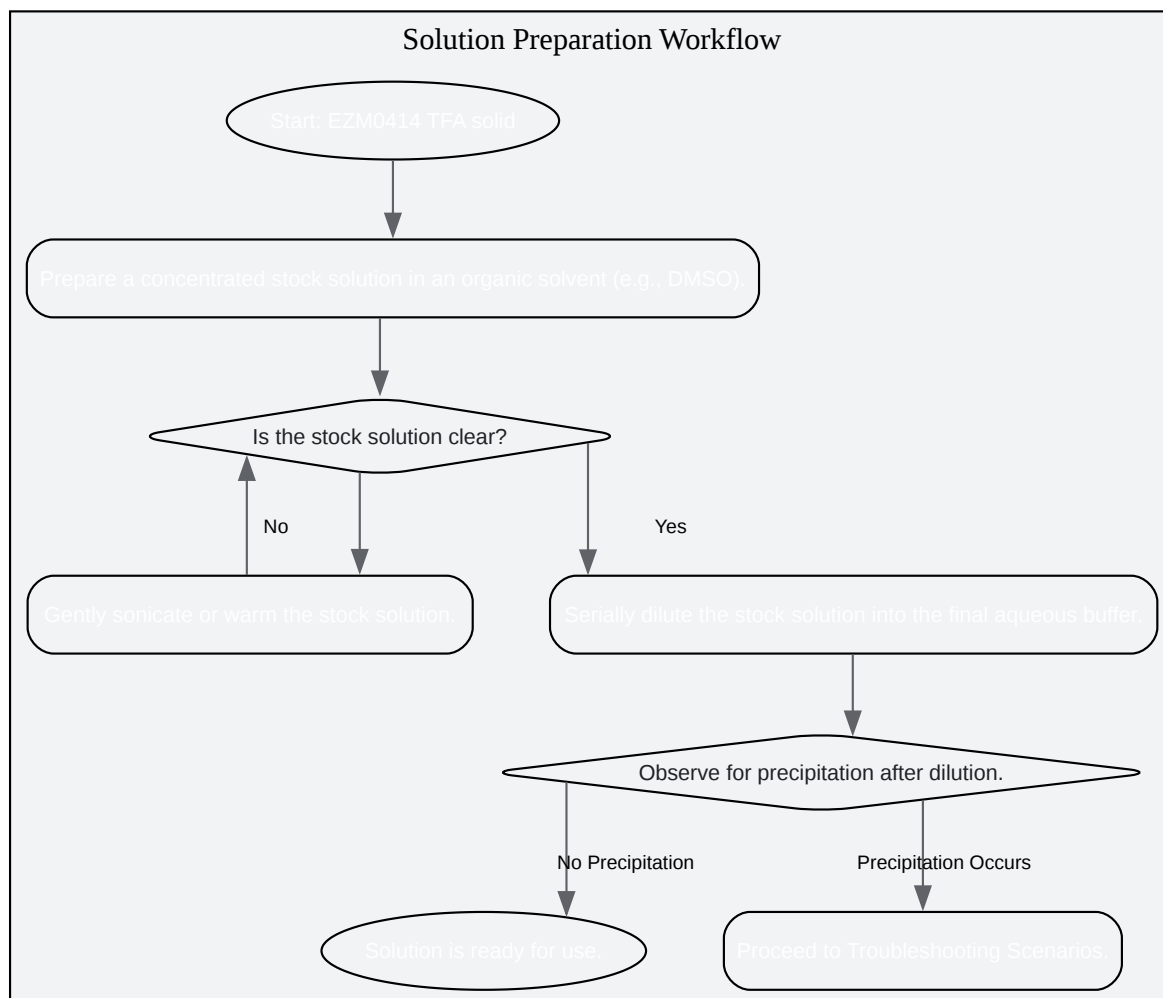 Solution Preparation Workflow
Start: EZM0414 TFA solid
Prepare a concentrated stock solution in an organic solvent (e.g., DMSO).
Is the stock solution clear?
No
Yes
Gently sonicate or warm the stock solution.
Serially dilute the stock solution into the final aqueous buffer.
Observe for precipitation after dilution.
No Precipitation
Precipitation Occurs
Solution is ready for use.
Proceed to Troubleshooting Scenarios.